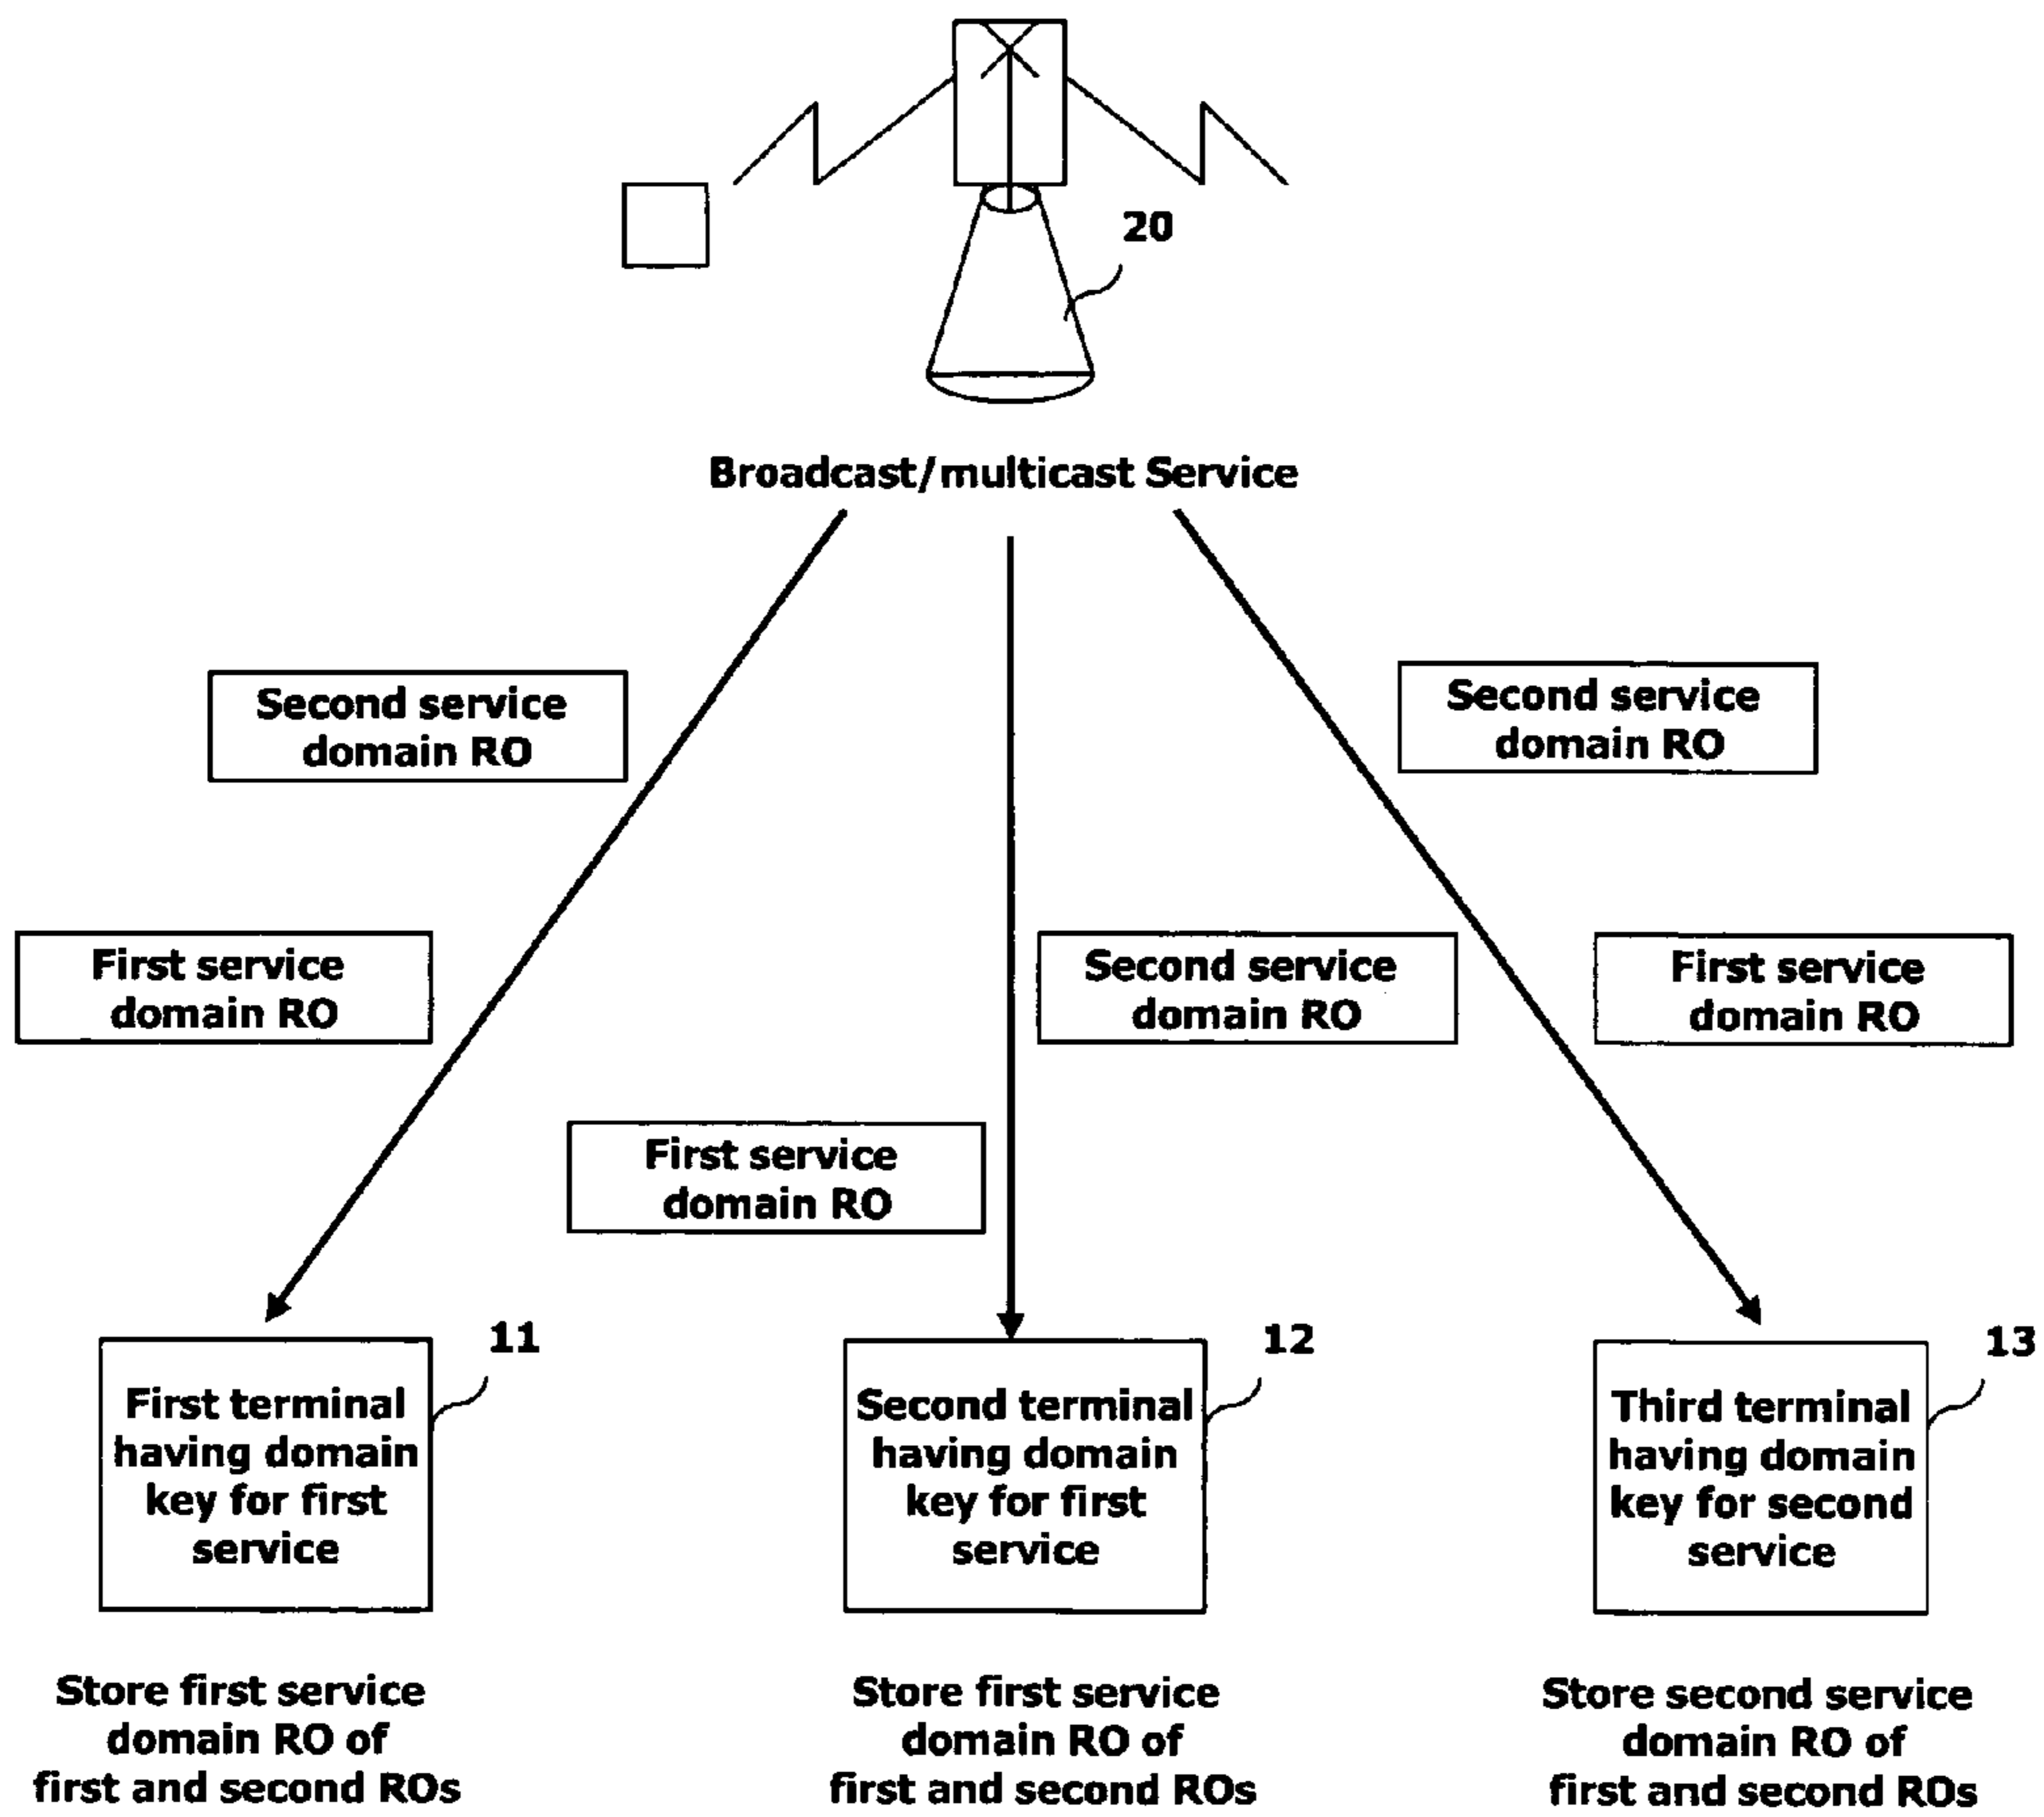 20
Broadcast/multicast Service
Second service
domain RO
Second service
domain RO
First service
domain RO
Second service
domain RO
First service
domain RO
First service
domain RO
11
First terminal
having domain
key for first
service
12
Second terminal
having domain
key for first
service
13
Third terminal
having domain
key for second
service
Store first service
domain RO of
first and second ROs
Store first service
domain RO of
first and second ROs
Store second service
domain RO of
first and second ROs